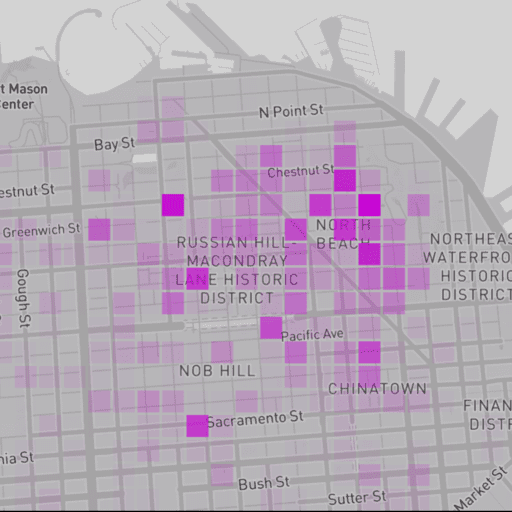 t Mason
Center
N Point St
Bay St
Chestnut St
estnut St
Greenwich St
NORTH
BEACH
RUSSIAN HILL-
MACONDRAY
LANE HISTORIC
DISTRICT
NORTHEAS
WATERFRO
HISTORIC
DISTRICT
Gough St
Pacific Ave
NOB HILL
CHINATOWN
Sacramento St
FINAN
DISTR
nia St
Bush St
Sutter St
Market St